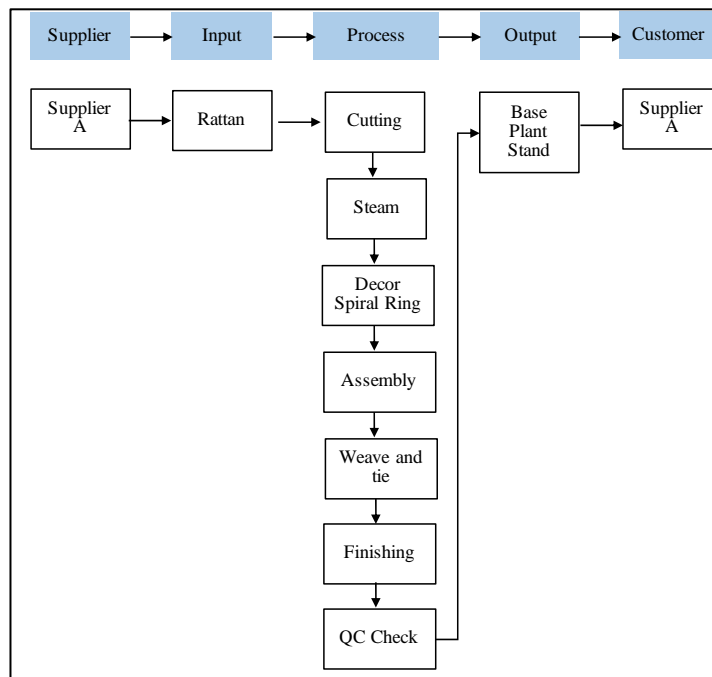 Supplier
Input
Process
Output
Customer
Supplier
A
Rattan
Cutting
Base
Plant
Stand
Supplier
A
Steam
Decor
Spiral Ring
Assembly
Weave and
tie
Finishing
QC Check